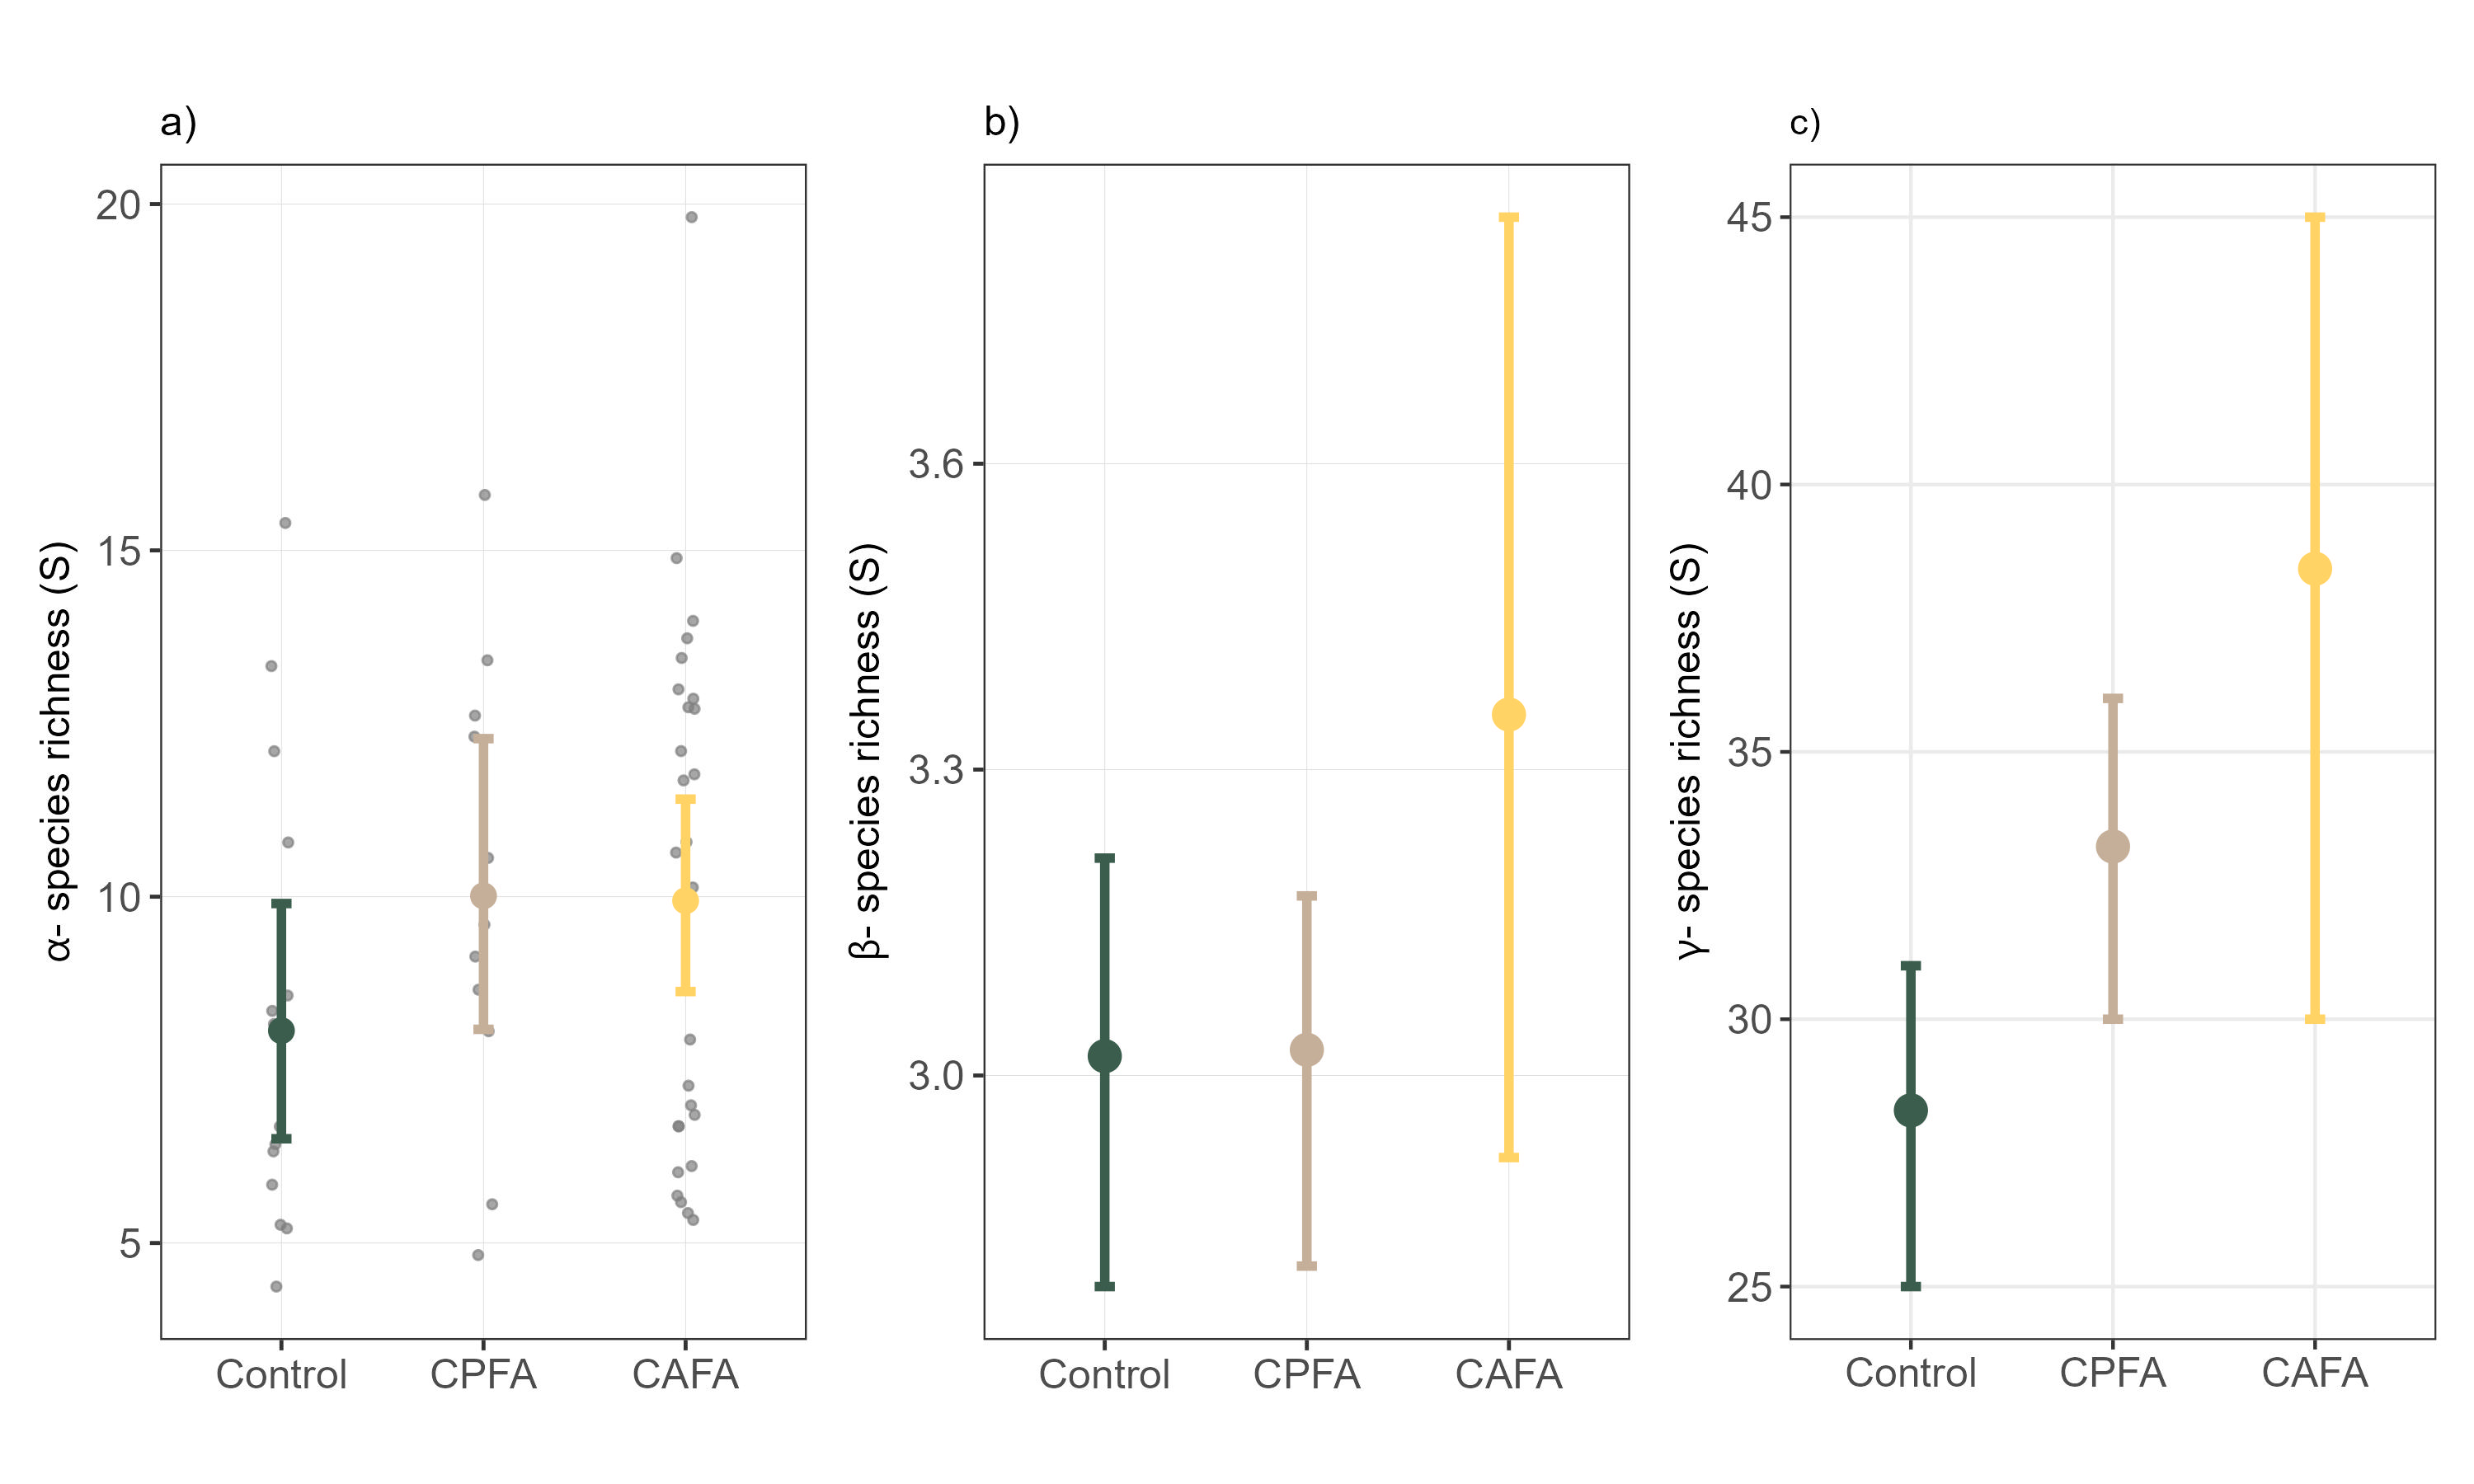 a)
α- species richness (S)
20
15
10
5
Control CPFA CAFA
b)
β- species richness (S)
3.6
3.3
3.0
Control CPFA CAFA
c)
γ- species richness (S)
45
40
35
30
25
Control CPFA CAFA